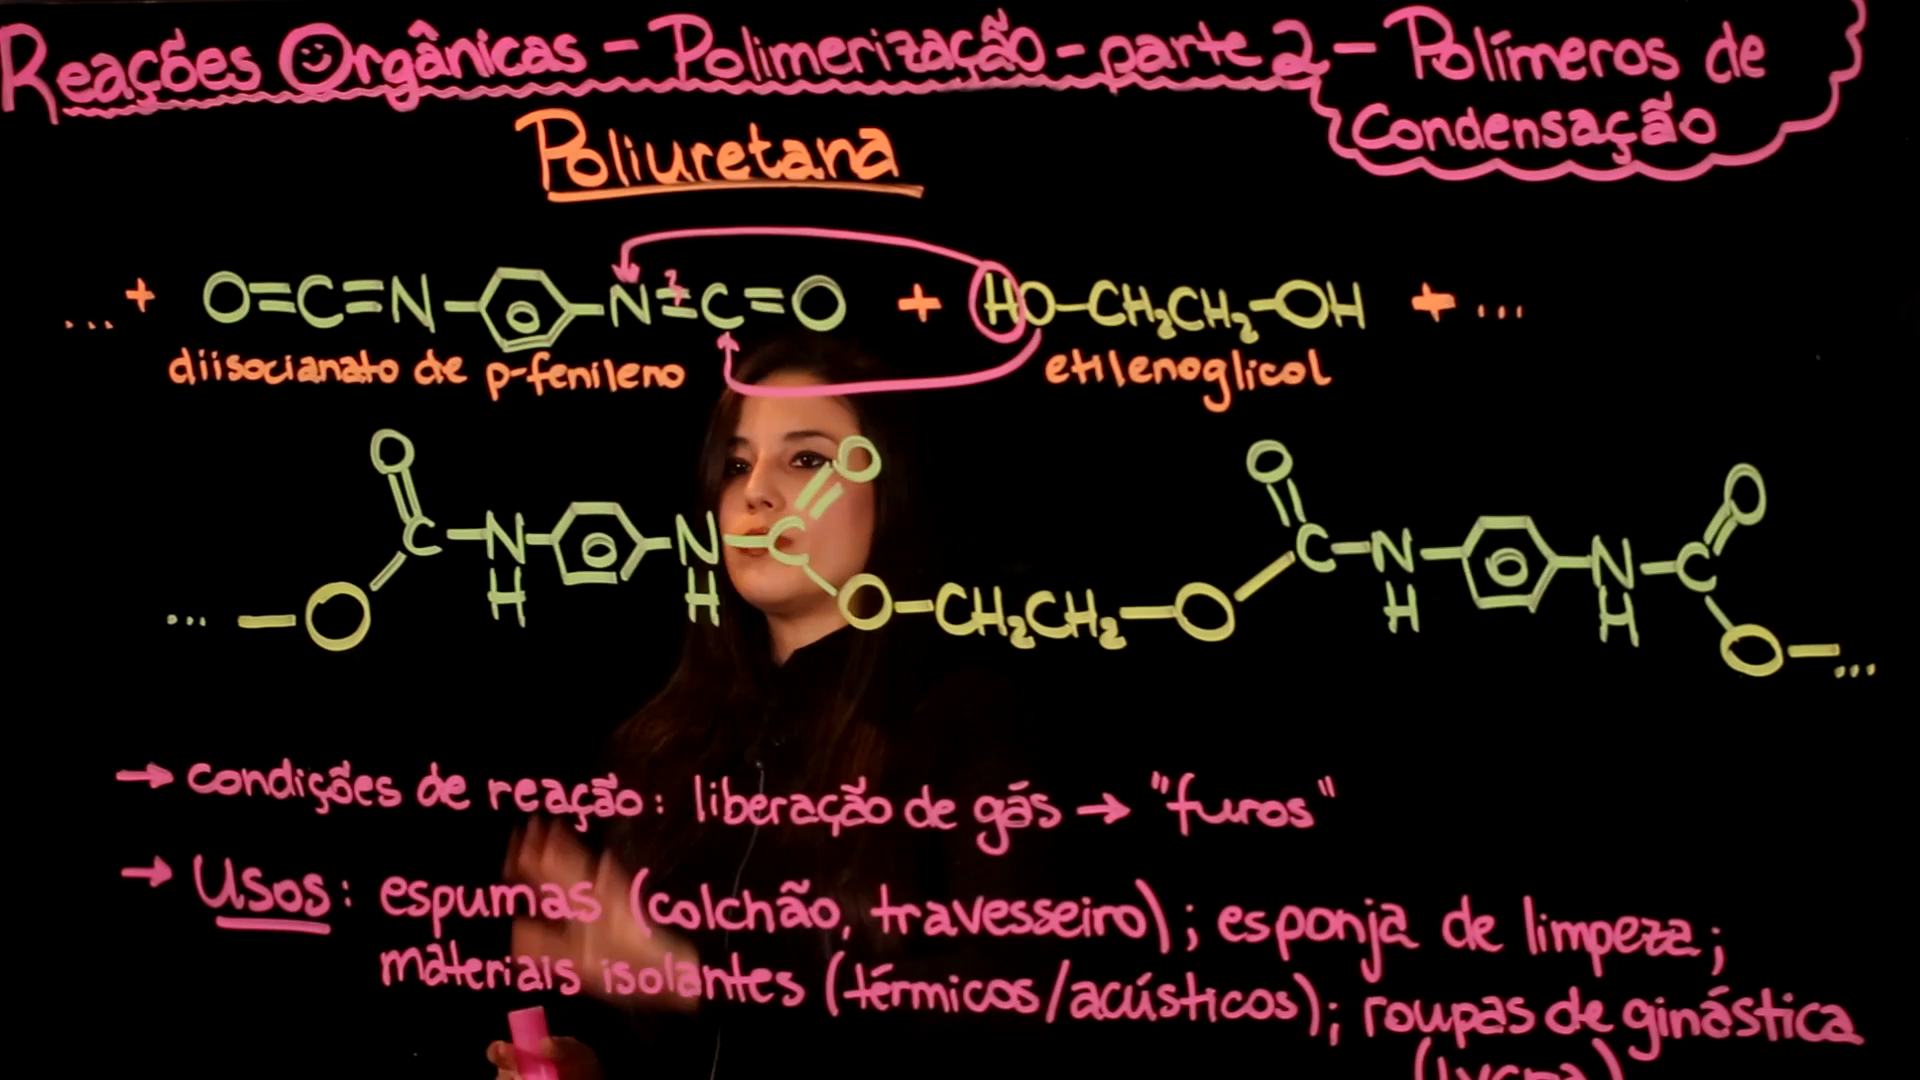 Reações Orgânicas - Polimerização - parte 2 - Polímeros de
Condensação
Poliuretana
... + O=C=N- -N=C=O + HO-CH2CH2-OH + ...
diisocianato de p-fenileno etilenoglicol
O O O O
C-N- -N-C C-N- -N-C
H H H H
... -O O-CH2CH2-O O-...
→ condições de reação: liberação de gás → "furos"
→ Usos: espumas (colchão, travesseiro); esponja de limpeza;
materiais isolantes (térmicos/acústicos); roupas de ginástica
(lycra)